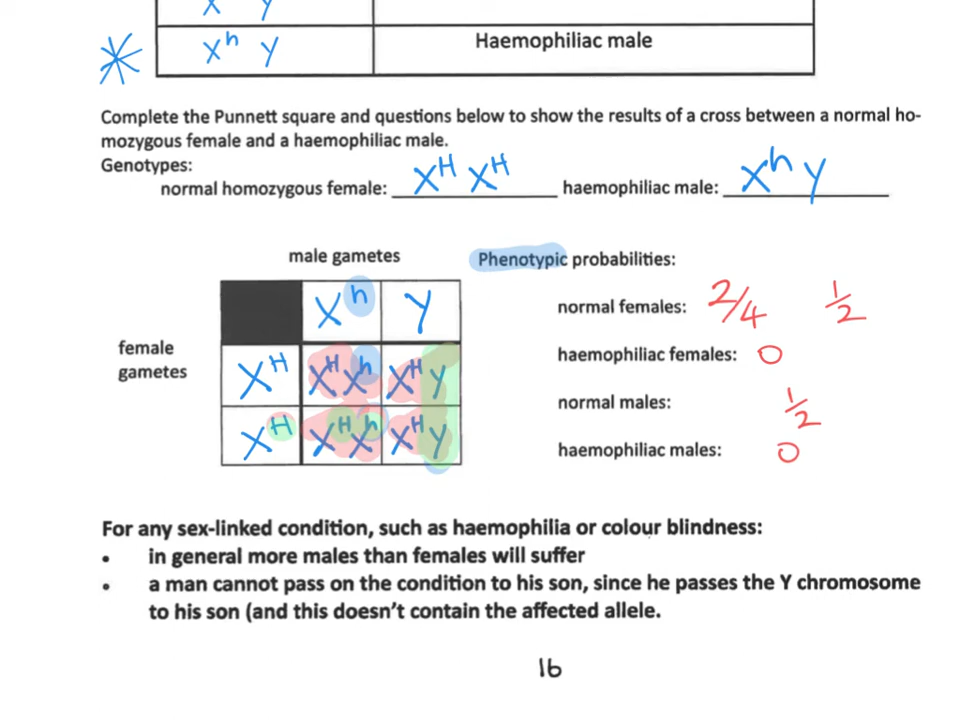 X Y
* Xʰ Y Haemophiliac male
Complete the Punnett square and questions below to show the results of a cross between a normal ho-
mozygous female and a haemophiliac male.
Genotypes:
normal homozygous female: Xᴴ Xᴴ haemophiliac male: Xʰ Y
male gametes
Phenotypic probabilities:
Xʰ Y
normal females: 2/4 1/2
female
gametes
haemophiliac females: 0
Xᴴ XᴴXʰ XᴴY
normal males: 1/2
Xᴴ XᴴXʰ XᴴY
haemophiliac males: 0
For any sex-linked condition, such as haemophilia or colour blindness:
• in general more males than females will suffer
• a man cannot pass on the condition to his son, since he passes the Y chromosome
to his son (and this doesn't contain the affected allele.
16